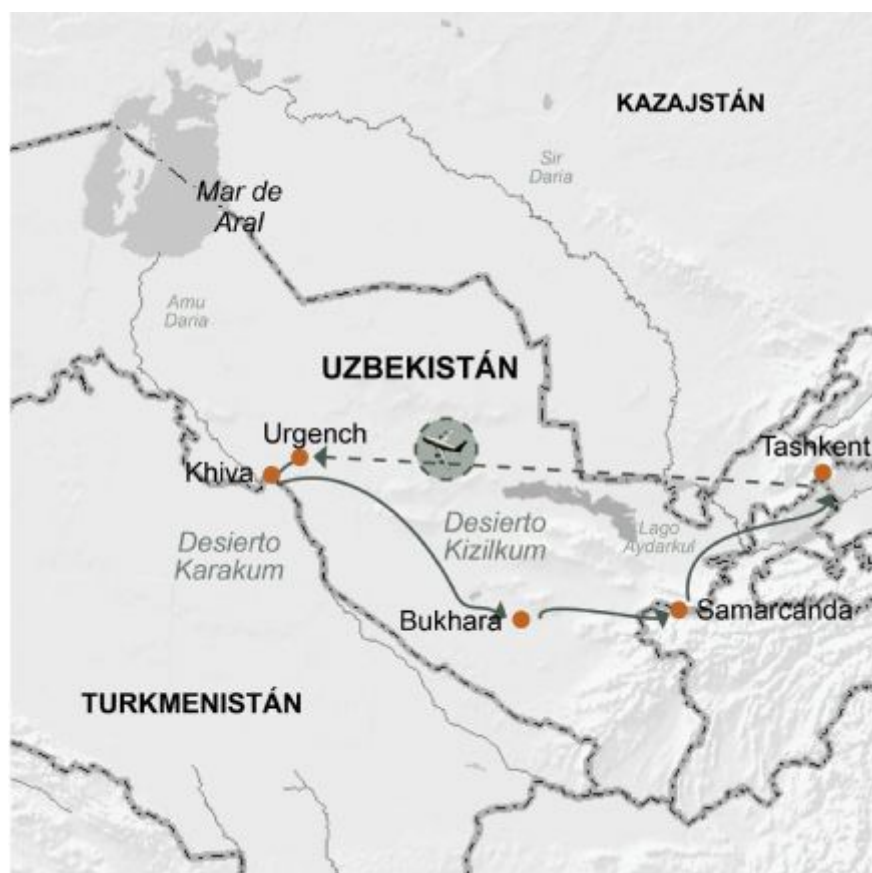 KAZAJSTÁN
Sir
Daria
Mar de
Aral
Amu
Daria
UZBEKISTÁN
Urgench
Tashkent
Khiva
Desierto
Karakum
Desierto
Kizilkum
Lago
Aydarkul
Bukhara
Samarcanda
TURKMENISTÁN